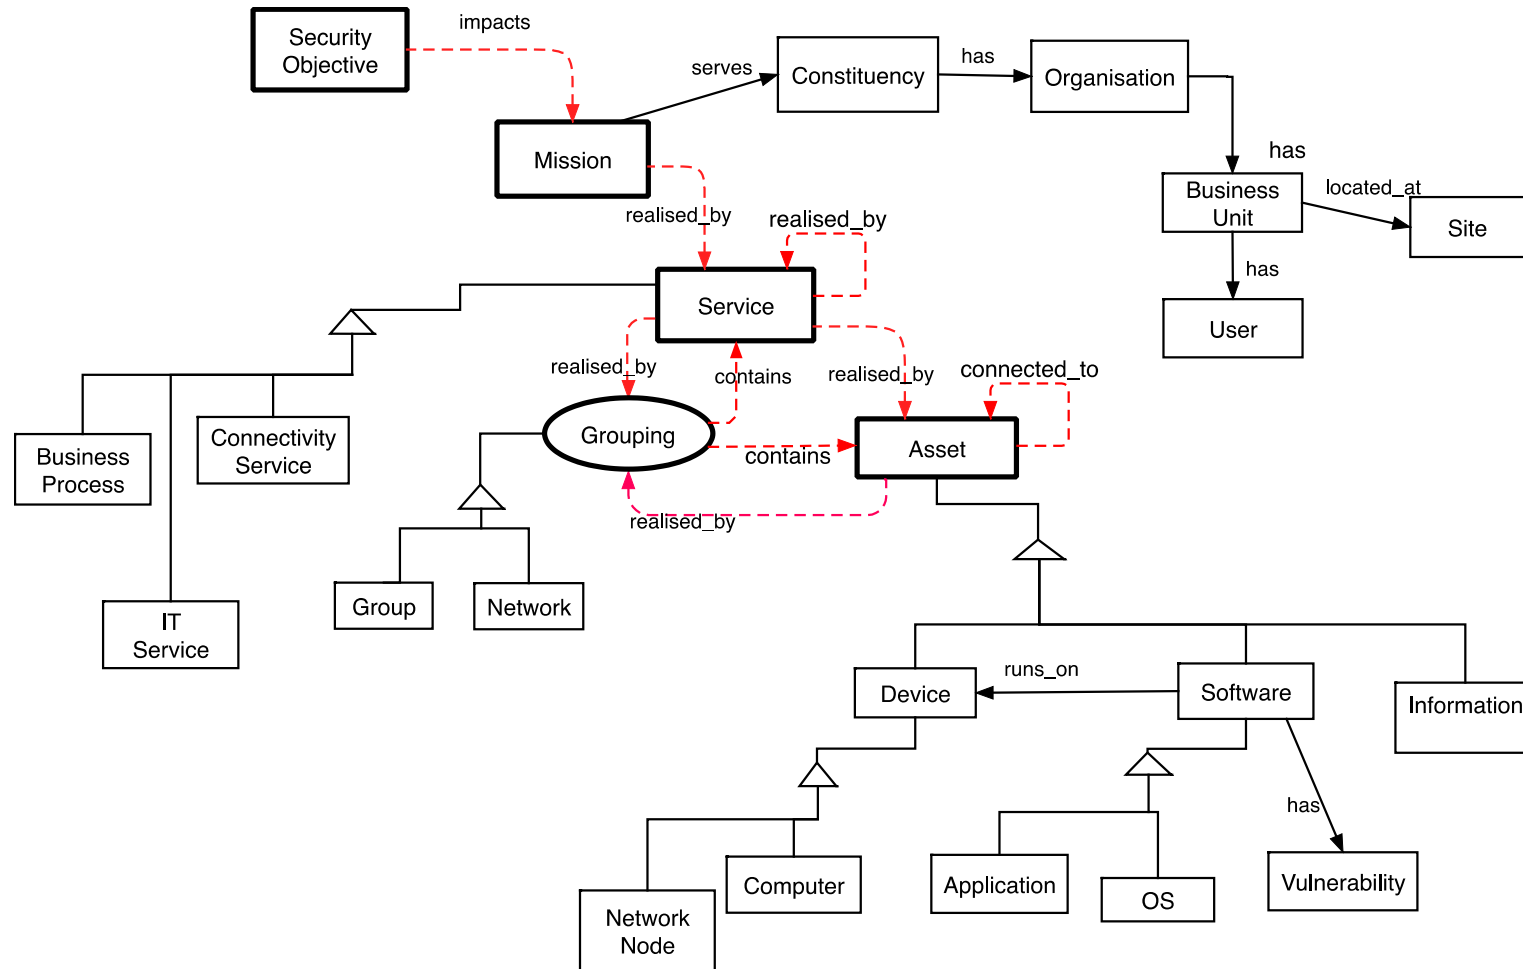 impacts
Security
Objective
serves
Constituency
has
Organisation
Mission
has
located_at
Business
Unit
Site
realised_by
realised_by
has
User
Service
realised_by
contains
realised_by
connected_to
Grouping
contains
Asset
Connectivity
Service
Business
Process
realised_by
Group
Network
IT
Service
runs_on
Device
Software
Information
has
Computer
Application
OS
Vulnerability
Network
Node